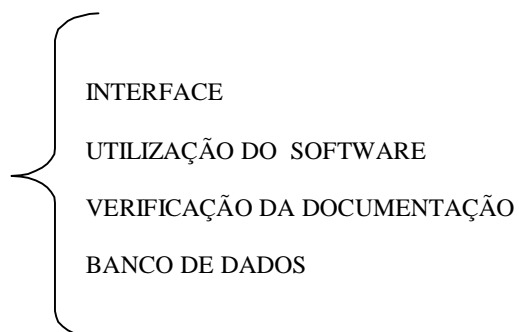 INTERFACE
UTILIZAÇÃO DO SOFTWARE
VERIFICAÇÃO DA DOCUMENTAÇÃO
BANCO DE DADOS